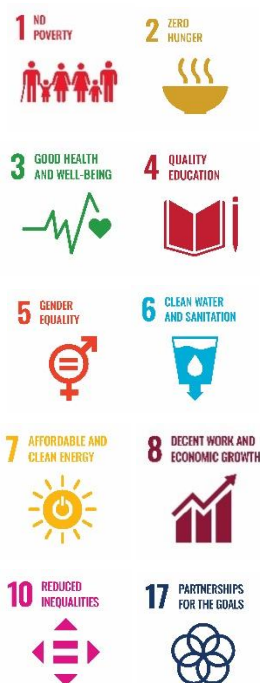 1 NO
POVERTY
2 ZERO
HUNGER
3 GOOD HEALTH
AND WELL-BEING
4 QUALITY
EDUCATION
5 GENDER
EQUALITY
6 CLEAN WATER
AND SANITATION
7 AFFORDABLE AND
CLEAN ENERGY
8 DECENT WORK AND
ECONOMIC GROWTH
10 REDUCED
INEQUALITIES
17 PARTNERSHIPS
FOR THE GOALS